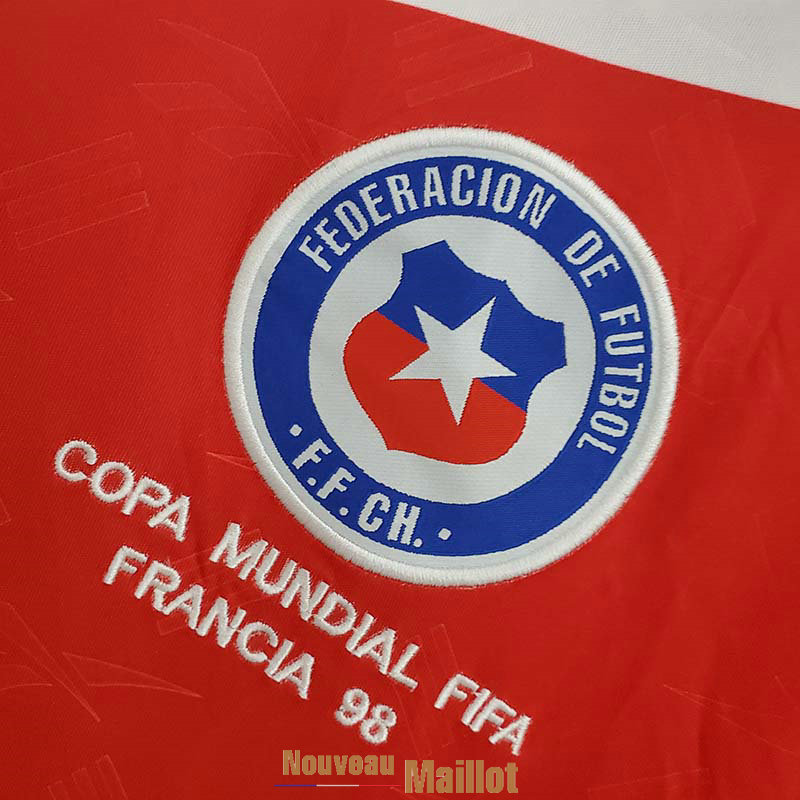 FEDERACION DE FUTBOL
· F.F.CH. ·
COPA MUNDIAL FIFA
FRANCIA 98
Nouveau Maillot